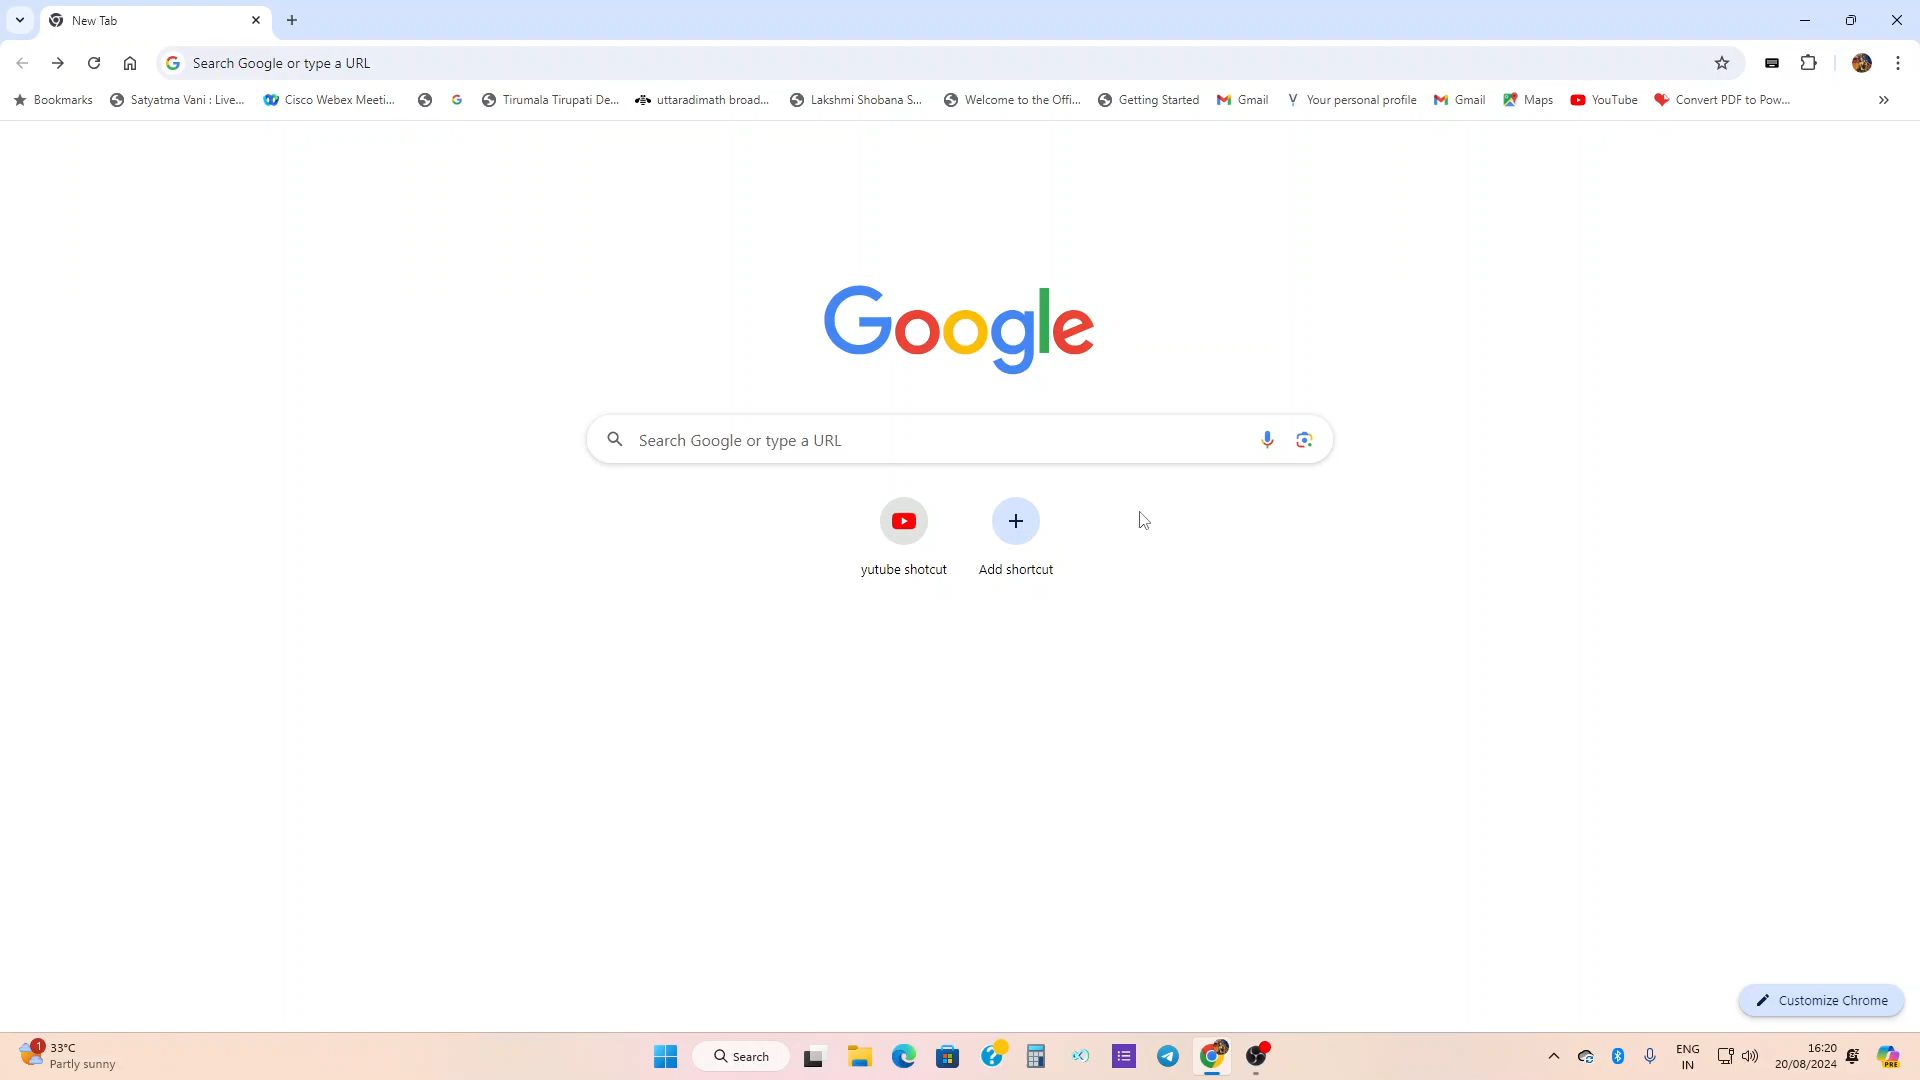 New Tab
Search Google or type a URL
Bookmarks
Satyatma Vani : Live...
Cisco Webex Meeti...
Tirumala Tirupati De...
uttaradimath broad...
Lakshmi Shobana S...
Welcome to the Offi...
Getting Started
Gmail
Your personal profile
Gmail
Maps
YouTube
Convert PDF to Pow...
Google
Search Google or type a URL
yutube shotcut
Add shortcut
Customize Chrome
1
33°C
Partly sunny
Search
ENG
IN
16:20
20/08/2024
PRE